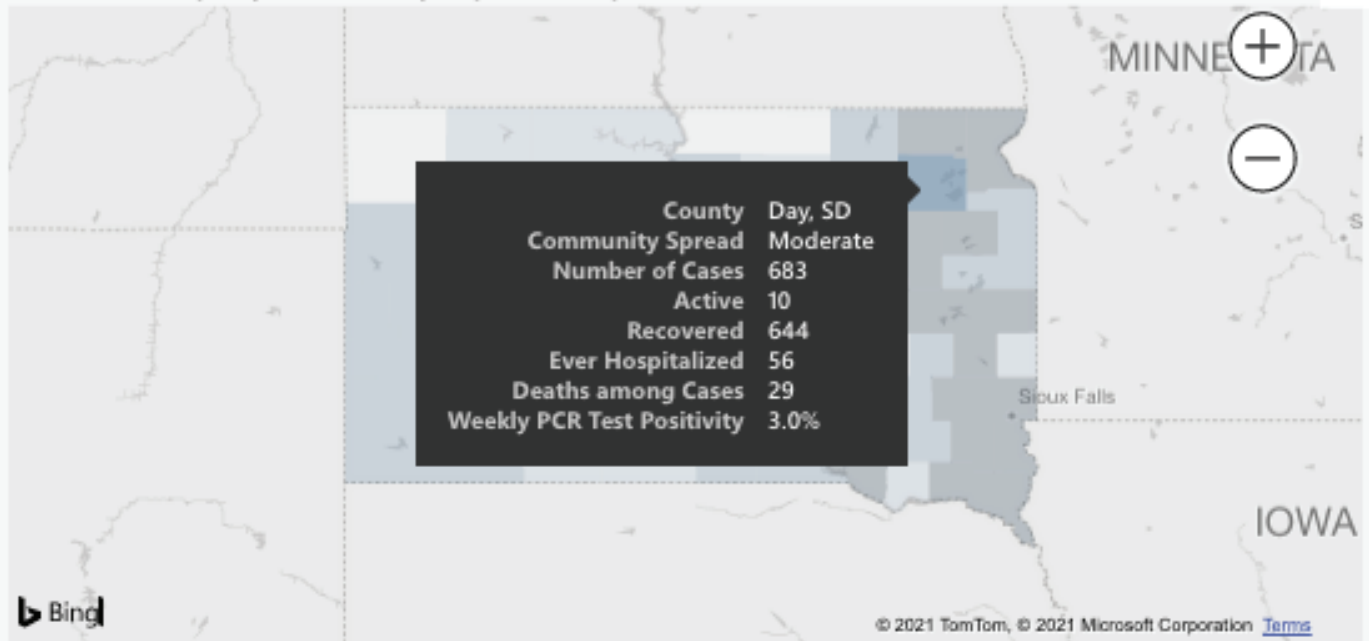 MINNE TA
S
County Day, SD
Community Spread Moderate
Number of Cases 683
Active 10
Recovered 644
Ever Hospitalized 56
Deaths among Cases 29
Weekly PCR Test Positivity 3.0%
Sioux Falls
IOWA
Bing
© 2021 TomTom, © 2021 Microsoft Corporation Terms